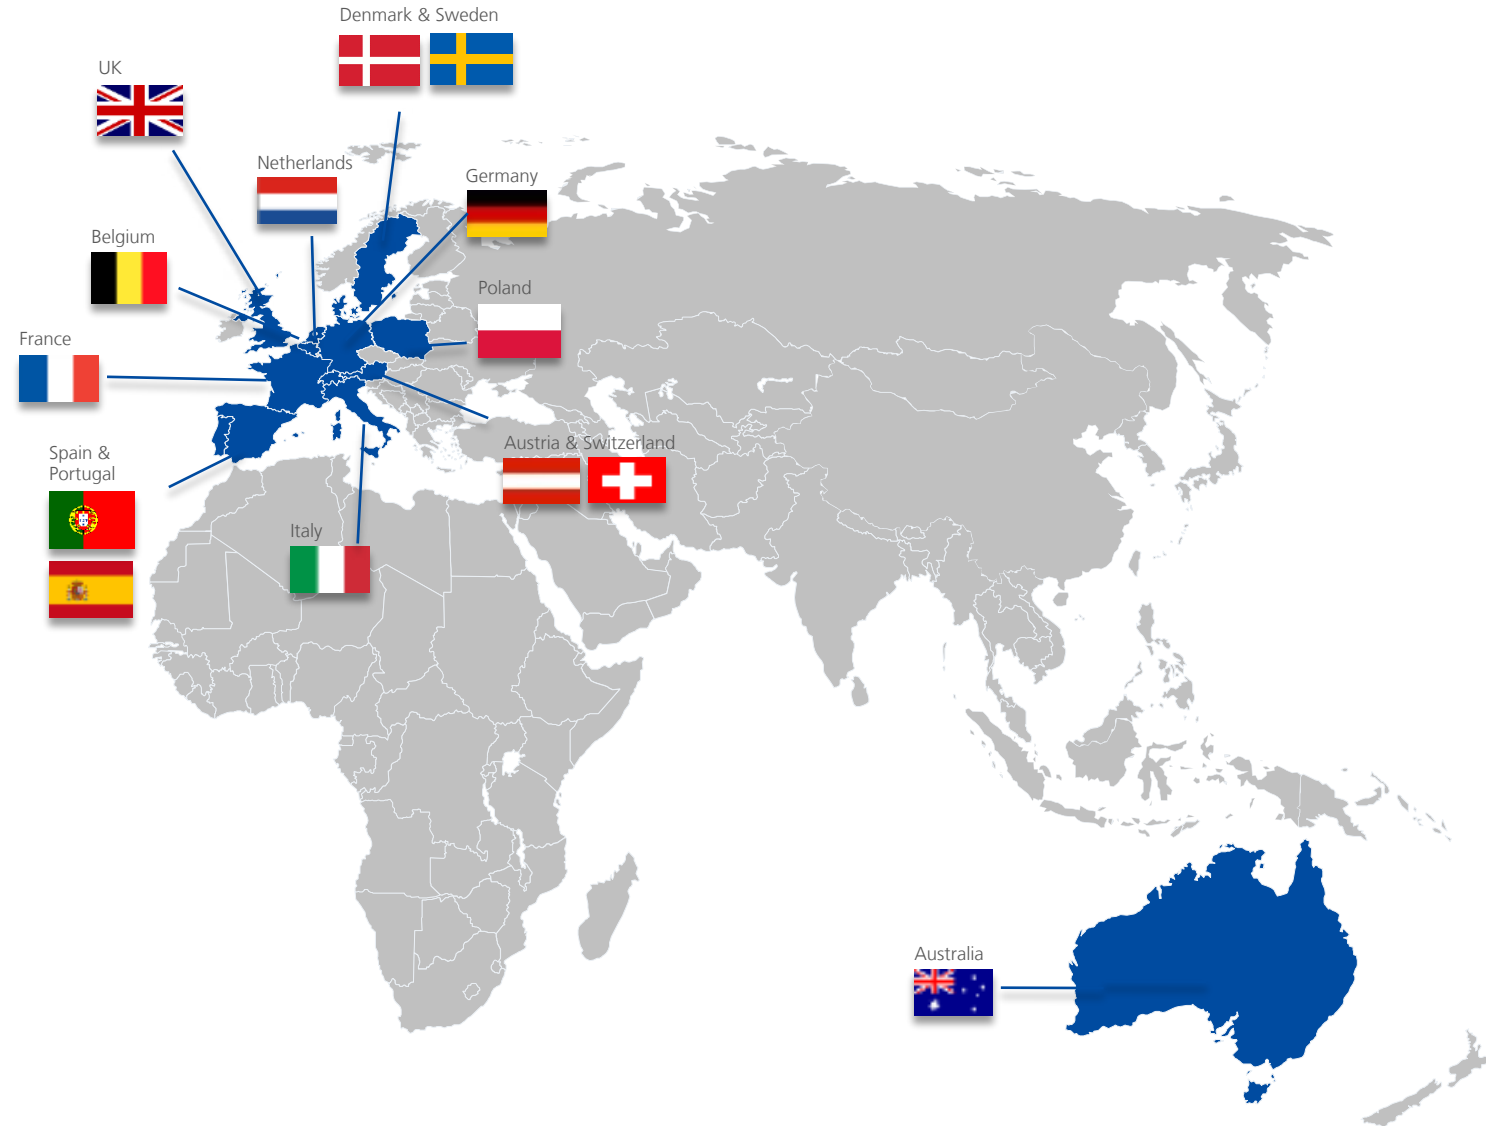 Denmark & Sweden
UK
Netherlands
Germany
Belgium
Poland
France
Austria & Switzerland
Spain &
Portugal
Italy
Australia